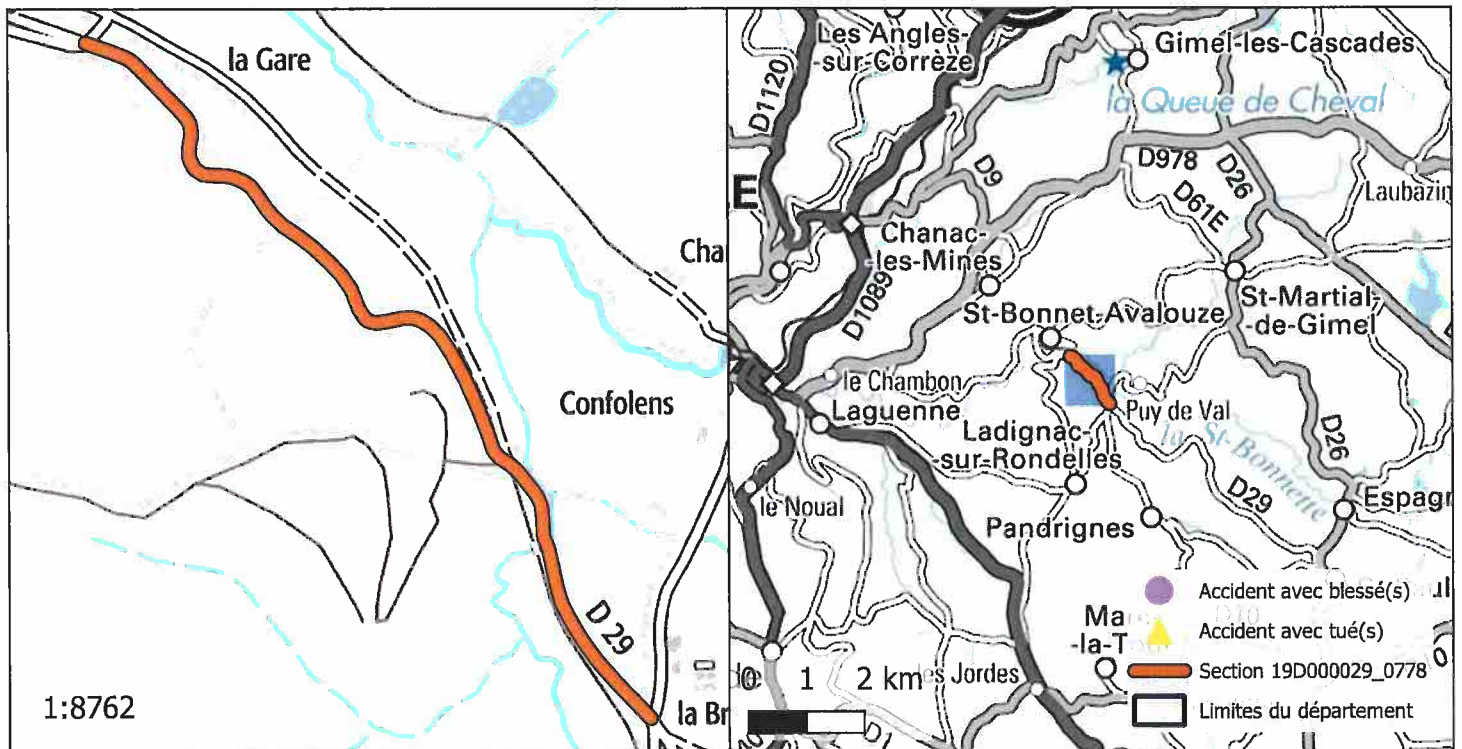 la Gare
Cha
Confolens
D 29
la Br
1:8762
Les Angles-
-sur-Corrèze
Gimel-les-Cascades
la Queue de Cheval
D1120
D9
D978
D26
D61E
Laubazin
E
Chanac-
-les-Mines
D1089
St-Martial-
-de-Gimel
St-Bonnet-Avalouze
le Chambon
Laguenne
Puy de Val
Ladignac-
-sur-Rondelles
la St-Bonnette
D26
D29
le Noual
Espagn
Pandrignes
Accident avec blessé(s)
Ma
-la-T
Accident avec tué(s)
0 1 2 km
es Jordes
Section 19D000029_0778
Limites du département